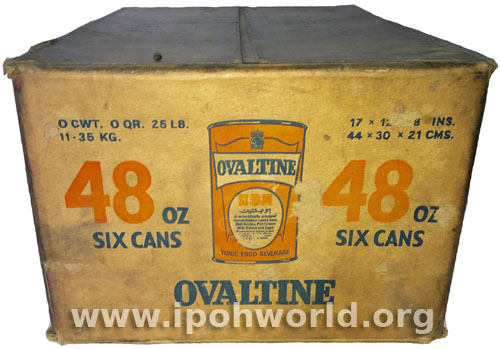 0 CWT. 0 QR. 25 LB.
11·35 KG.
17 x 12 8 INS.
44 x 30 x 21 CMS.
48 OZ
SIX CANS
OVALTINE
TONIC FOOD BEVERAGE
48 OZ
SIX CANS
OVALTINE
www.ipohworld.org